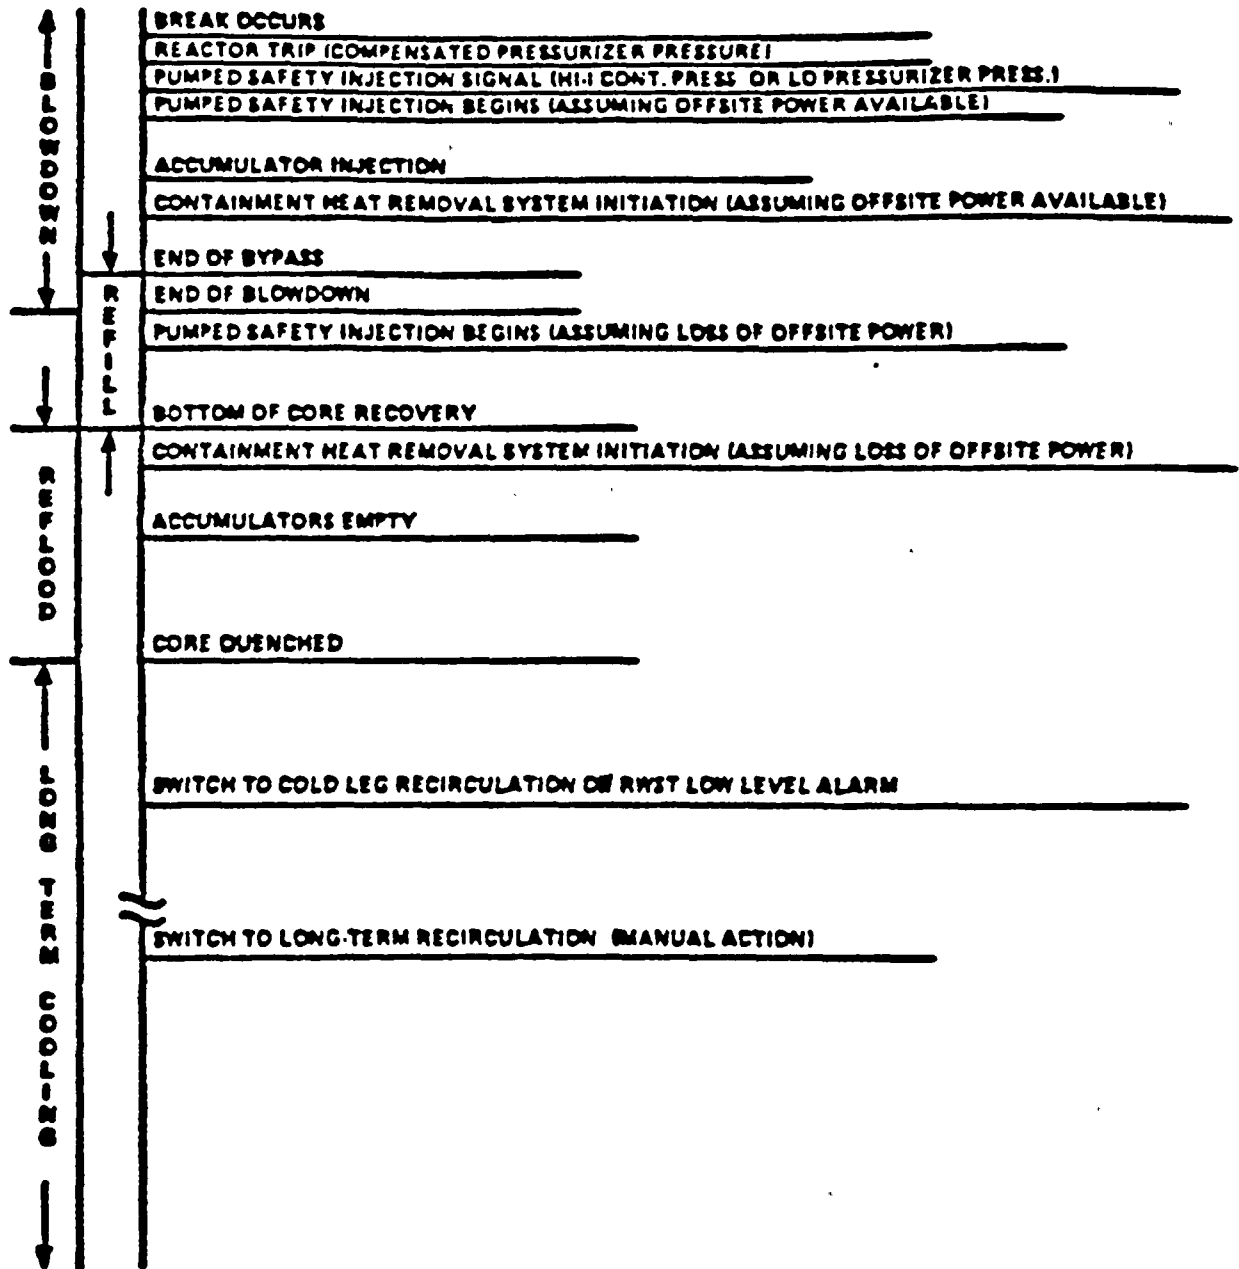 BREAK OCCURS
REACTOR TRIP (COMPENSATED PRESSURIZER PRESSURE)
PUMPED SAFETY INJECTION SIGNAL (HI-I CONT. PRESS OR LO PRESSURIZER PRESS.)
PUMPED SAFETY INJECTION BEGINS (ASSUMING OFFSITE POWER AVAILABLE)
ACCUMULATOR INJECTION
CONTAINMENT HEAT REMOVAL SYSTEM INITIATION (ASSUMING OFFSITE POWER AVAILABLE)
BLOWDOWN
END OF BYPASS
END OF BLOWDOWN
PUMPED SAFETY INJECTION BEGINS (ASSUMING LOSS OF OFFSITE POWER)
REFILL
BOTTOM OF CORE RECOVERY
CONTAINMENT HEAT REMOVAL SYSTEM INITIATION (ASSUMING LOSS OF OFFSITE POWER)
ACCUMULATORS EMPTY
REFLOOD
CORE QUENCHED
SWITCH TO COLD LEG RECIRCULATION ON RWST LOW LEVEL ALARM
SWITCH TO LONG-TERM RECIRCULATION (MANUAL ACTION)
LONG TERM COOLING